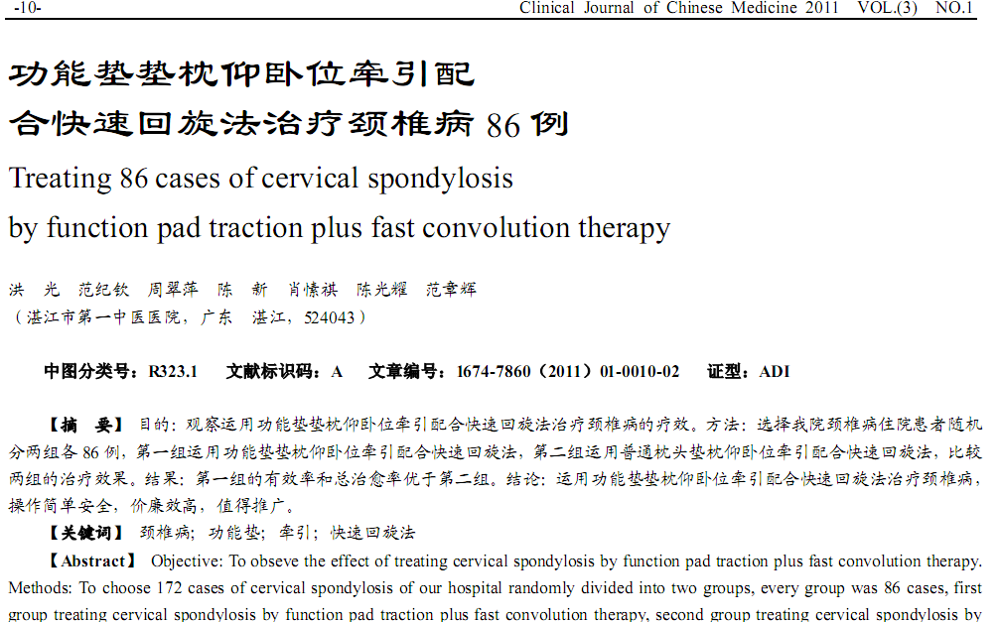 -10- Clinical Journal of Chinese Medicine 2011 VOL.(3) NO.1
功能垫垫枕仰卧位牵引配
合快速回旋法治疗颈椎病 86 例
Treating 86 cases of cervical spondylosis
by function pad traction plus fast convolution therapy
洪 光 范纪钦 周翠萍 陈 新 肖愫祺 陈光耀 范章辉
（湛江市第一中医医院，广东 湛江，524043）
中图分类号：R323.1 文献标识码：A 文章编号：1674-7860（2011）01-0010-02 证型：ADI
【摘 要】 目的：观察运用功能垫垫枕仰卧位牵引配合快速回旋法治疗颈椎病的疗效。方法：选择我院颈椎病住院患者随机
分两组各 86 例，第一组运用功能垫垫枕仰卧位牵引配合快速回旋法，第二组运用普通枕头垫枕仰卧位牵引配合快速回旋法，比较
两组的治疗效果。结果：第一组的有效率和总治愈率优于第二组。结论：运用功能垫垫枕仰卧位牵引配合快速回旋法治疗颈椎病，
操作简单安全，价廉效高，值得推广。
【关键词】 颈椎病；功能垫；牵引；快速回旋法
【Abstract】 Objective: To obseve the effect of treating cervical spondylosis by function pad traction plus fast convolution therapy.
Methods: To choose 172 cases of cervical spondylosis of our hospital randomly divided into two groups, every group was 86 cases, first
group treating cervical spondylosis by function pad traction plus fast convolution therapy, second group treating cervical spondylosis by